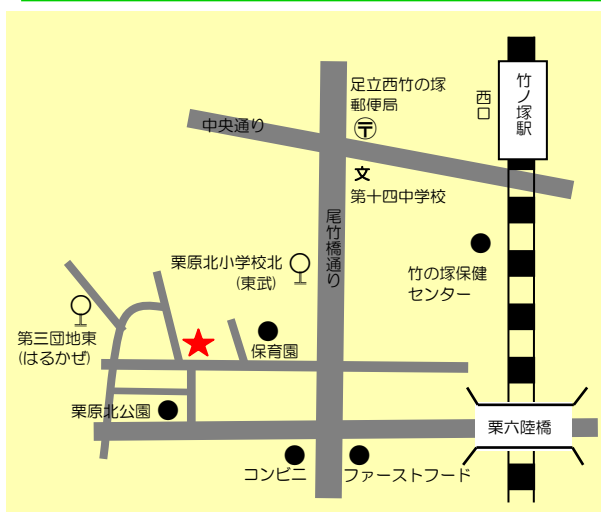 足立西竹の塚
郵便局
〒
中央通り
西口
竹ノ塚駅
文
第十四中学校
尾竹橋通り
栗原北小学校北
(東武)
竹の塚保健
センター
第三団地東
(はるかぜ)
保育園
栗原北公園
栗六陸橋
コンビニ
ファーストフード